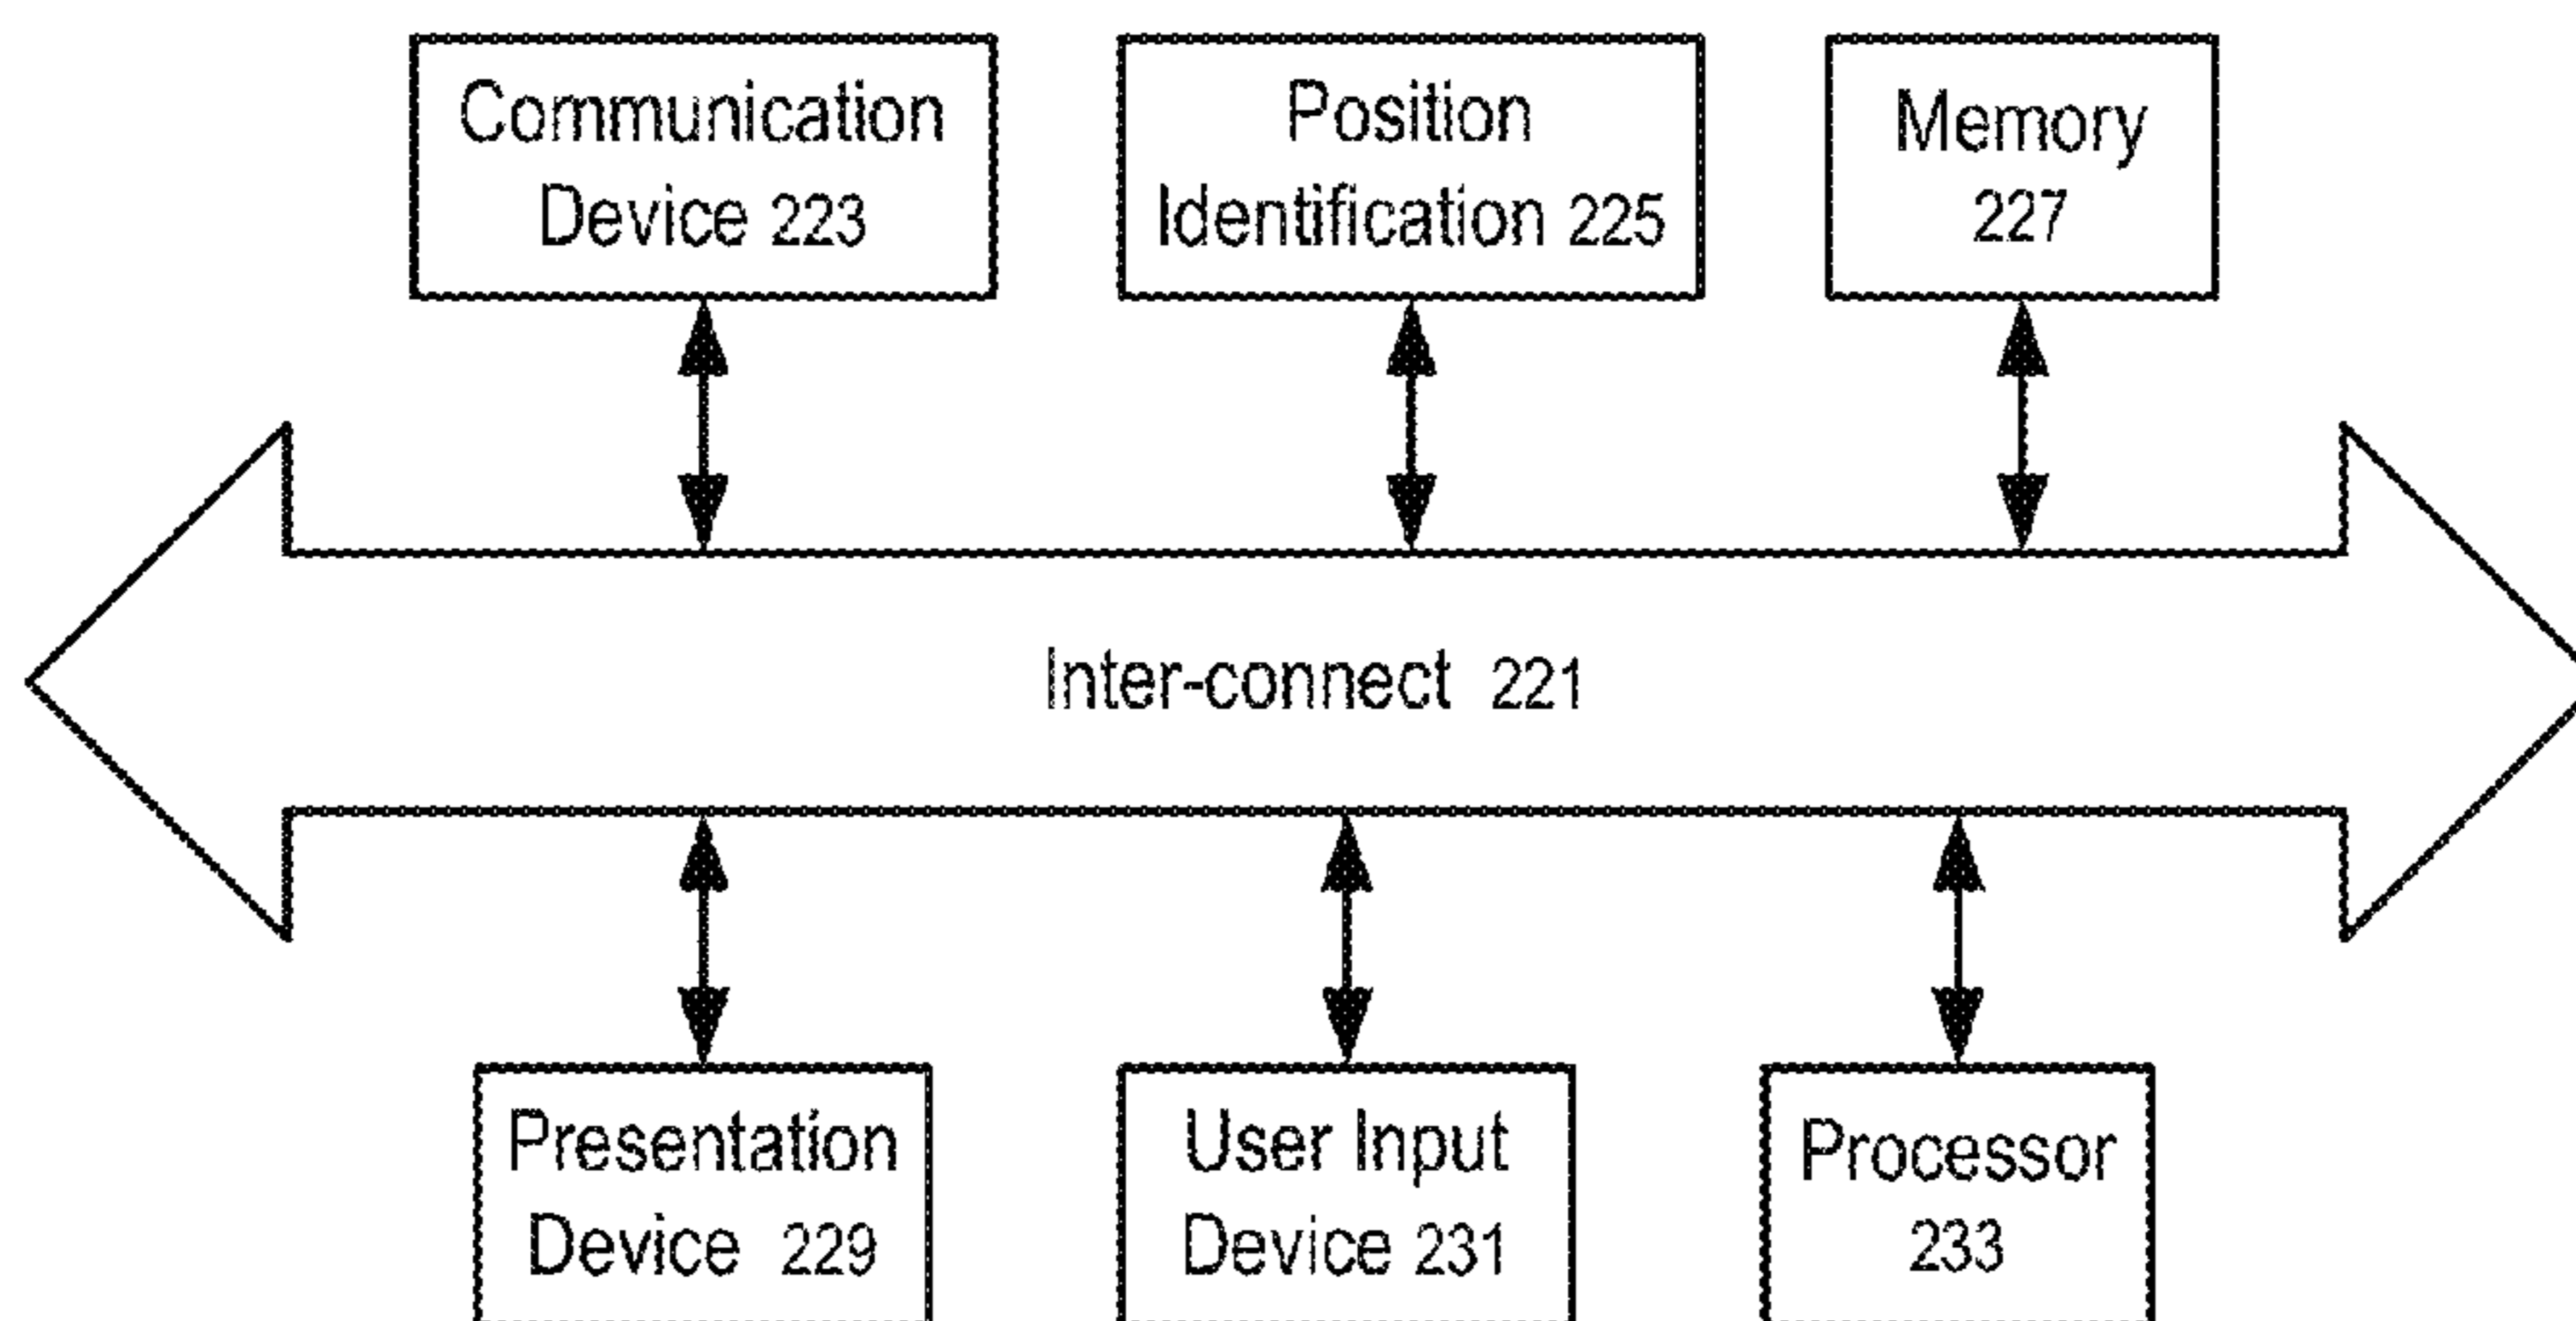 Communication
Device 223
Position
Identification 225
Memory
227
Inter-connect 221
Presentation
Device 229
User Input
Device 231
Processor
233